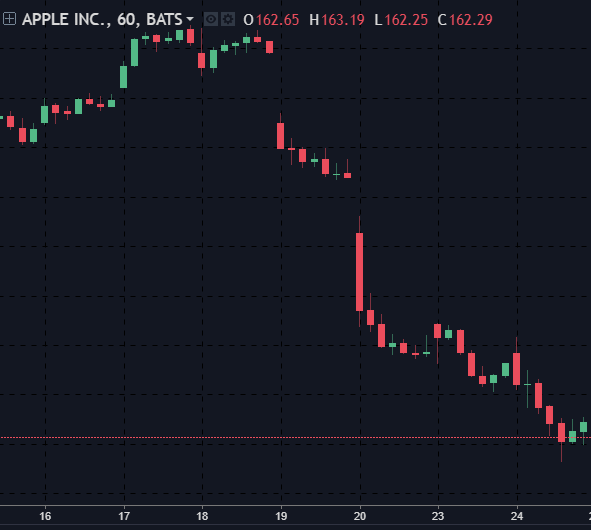 APPLE INC., 60, BATS O162.65 H163.19 L162.25 C162.29
16 17 18 19 20 23 24